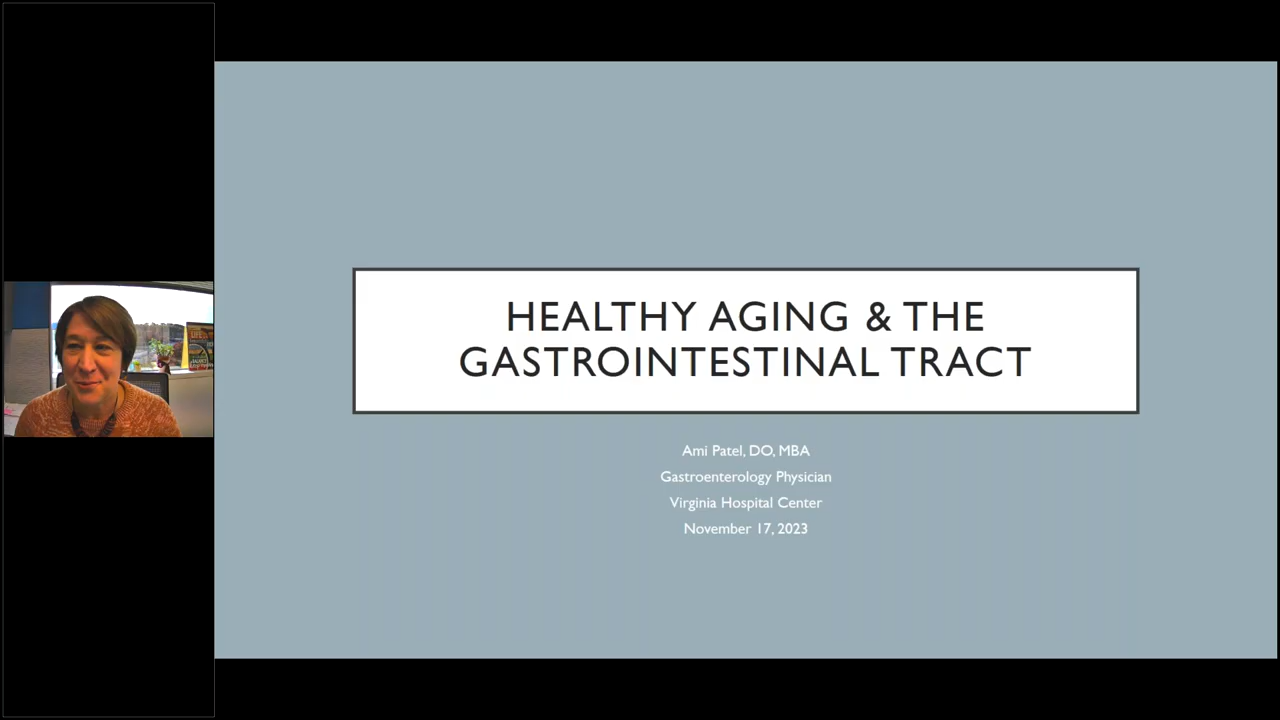 HEALTHY AGING & THE
GASTROINTESTINAL TRACT
Ami Patel, DO, MBA
Gastroenterology Physician
Virginia Hospital Center
November 17, 2023